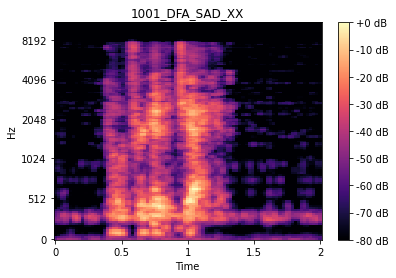 1001_DFA_SAD_XX
Hz
8192
4096
2048
1024
512
0
0
0.5
1
1.5
2
Time
+0 dB
-10 dB
-20 dB
-30 dB
-40 dB
-50 dB
-60 dB
-70 dB
-80 dB